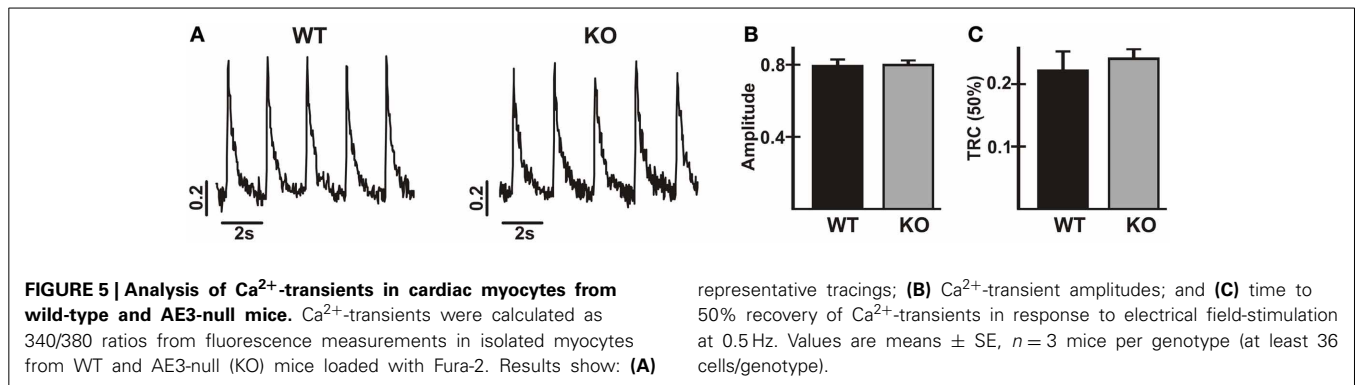 A
WT
KO
0.2
2s
0.2
2s
B
Amplitude
0.8
0.4
WT
KO
C
TRC (50%)
0.2
0.1
WT
KO
FIGURE 5 | Analysis of Ca2+-transients in cardiac myocytes from
wild-type and AE3-null mice. Ca2+-transients were calculated as
340/380 ratios from fluorescence measurements in isolated myocytes
from WT and AE3-null (KO) mice loaded with Fura-2. Results show: (A)
representative tracings; (B) Ca2+-transient amplitudes; and (C) time to
50% recovery of Ca2+-transients in response to electrical field-stimulation
at 0.5 Hz. Values are means ± SE, n = 3 mice per genotype (at least 36
cells/genotype).